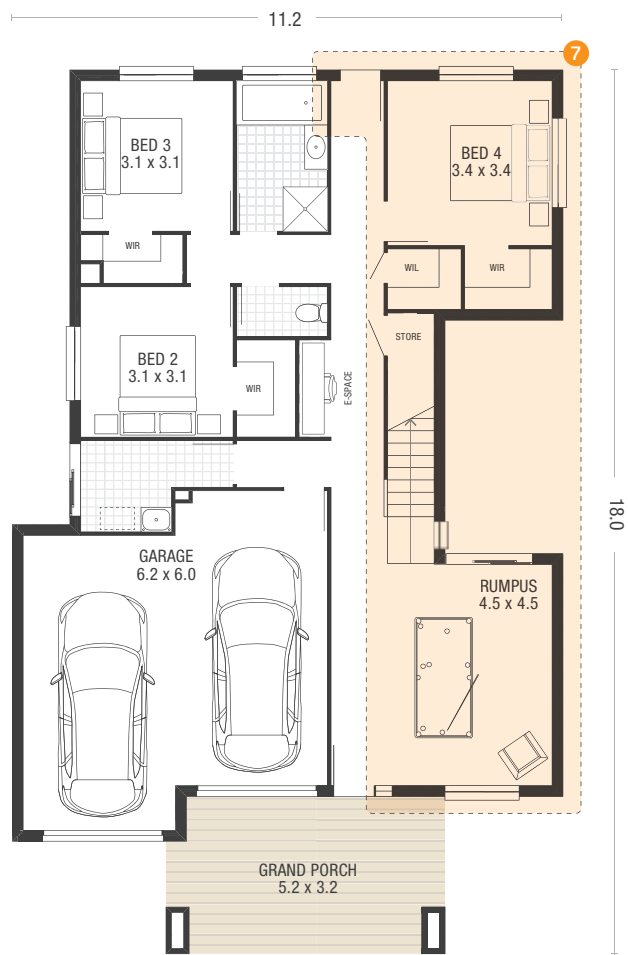 11.2
7
BED 3
3.1 x 3.1
BED 4
3.4 x 3.4
WIR
WIL
WIR
STORE
BED 2
3.1 x 3.1
WIR
E-SPACE
18.0
GARAGE
6.2 x 6.0
RUMPUS
4.5 x 4.5
GRAND PORCH
5.2 x 3.2